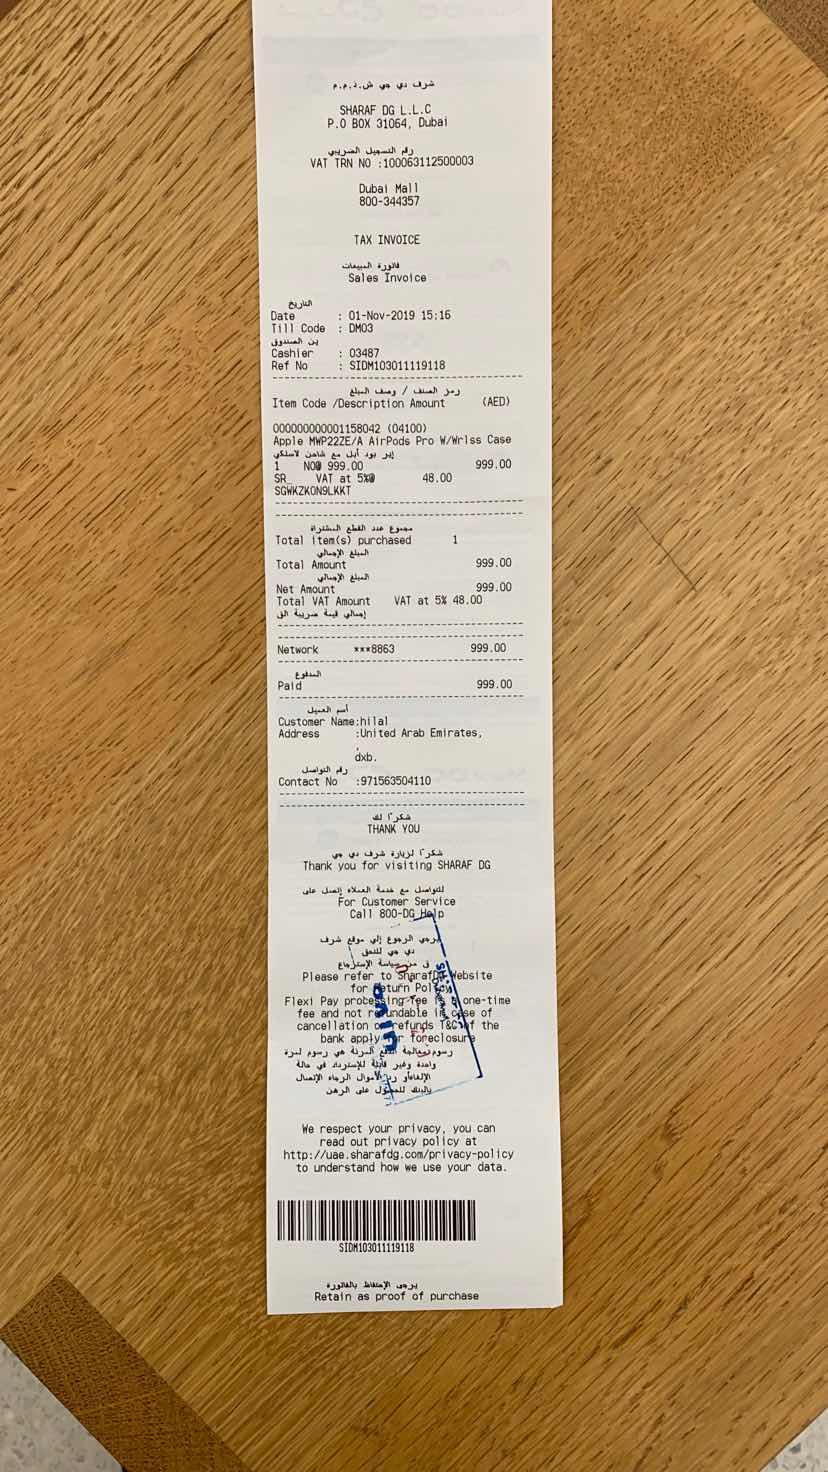 شرف دي جي ش.ذ.م.م
SHARAF DG L.L.C
P.O BOX 31064, Dubai
رقم التسجيل الضريبي
VAT TRN NO :100063112500003
Dubai Mall
800-344357
TAX INVOICE
فاتورة المبيعات
Sales Invoice
التاريخ
Date : 01-Nov-2019 15:16
Till Code : DM03
ين الصندوق
Cashier : 03487
Ref No : SIDM103011119118
رمز الصنف / وصف المبلغ
Item Code /Description Amount (AED)
000000000001158042 (04100)
Apple MWP22ZE/A AirPods Pro W/Wrlss Case
إير بود أبل مع شاحن لاسلكي
1 NO@ 999.00 999.00
SR_ VAT at 5%@ 48.00
SGWKZK0N9LKKT
مجموع عدد القطع المشتراة
Total item(s) purchased 1
المبلغ الإجمالي
Total Amount 999.00
المبلغ الإجمالي
Net Amount 999.00
Total VAT Amount VAT at 5% 48.00
إجمالي قيمة ضريبة الق
Network ***8863 999.00
المدفوع
Paid 999.00
أسم العميل
Customer Name:hilal
Address :United Arab Emirates,
,
dxb.
رقم التواصل
Contact No :971563504110
شكراً لك
THANK YOU
شكراً لزيارة شرف دي جي
Thank you for visiting SHARAF DG
للتواصل مع خدمة العملاء إتصل على
For Customer Service
Call 800-DG Help
يرجي الرجوع إلي موقع شرف
دي جي للتحق
ق من سياسة الإسترجاع
Please refer to SharafDG Website
for Return Policy
Flexi Pay processing fee is a one-time
fee and not refundable in case of
cancellation or refunds T&C of the
bank apply for foreclosure
رسوم معالجة الدفع المرنة هي رسوم لمرة
واحدة وغير قابلة للإسترداد في حالة
الإلغاءأو رد الأموال الرجاء الإتصال
بالبنك للحصول على الرهن
We respect your privacy, you can
read out privacy policy at
http://uae.sharafdg.com/privacy-policy
to understand how we use your data.
SIDM103011119118
يرجى الإحتفاظ بالفاتورة
Retain as proof of purchase